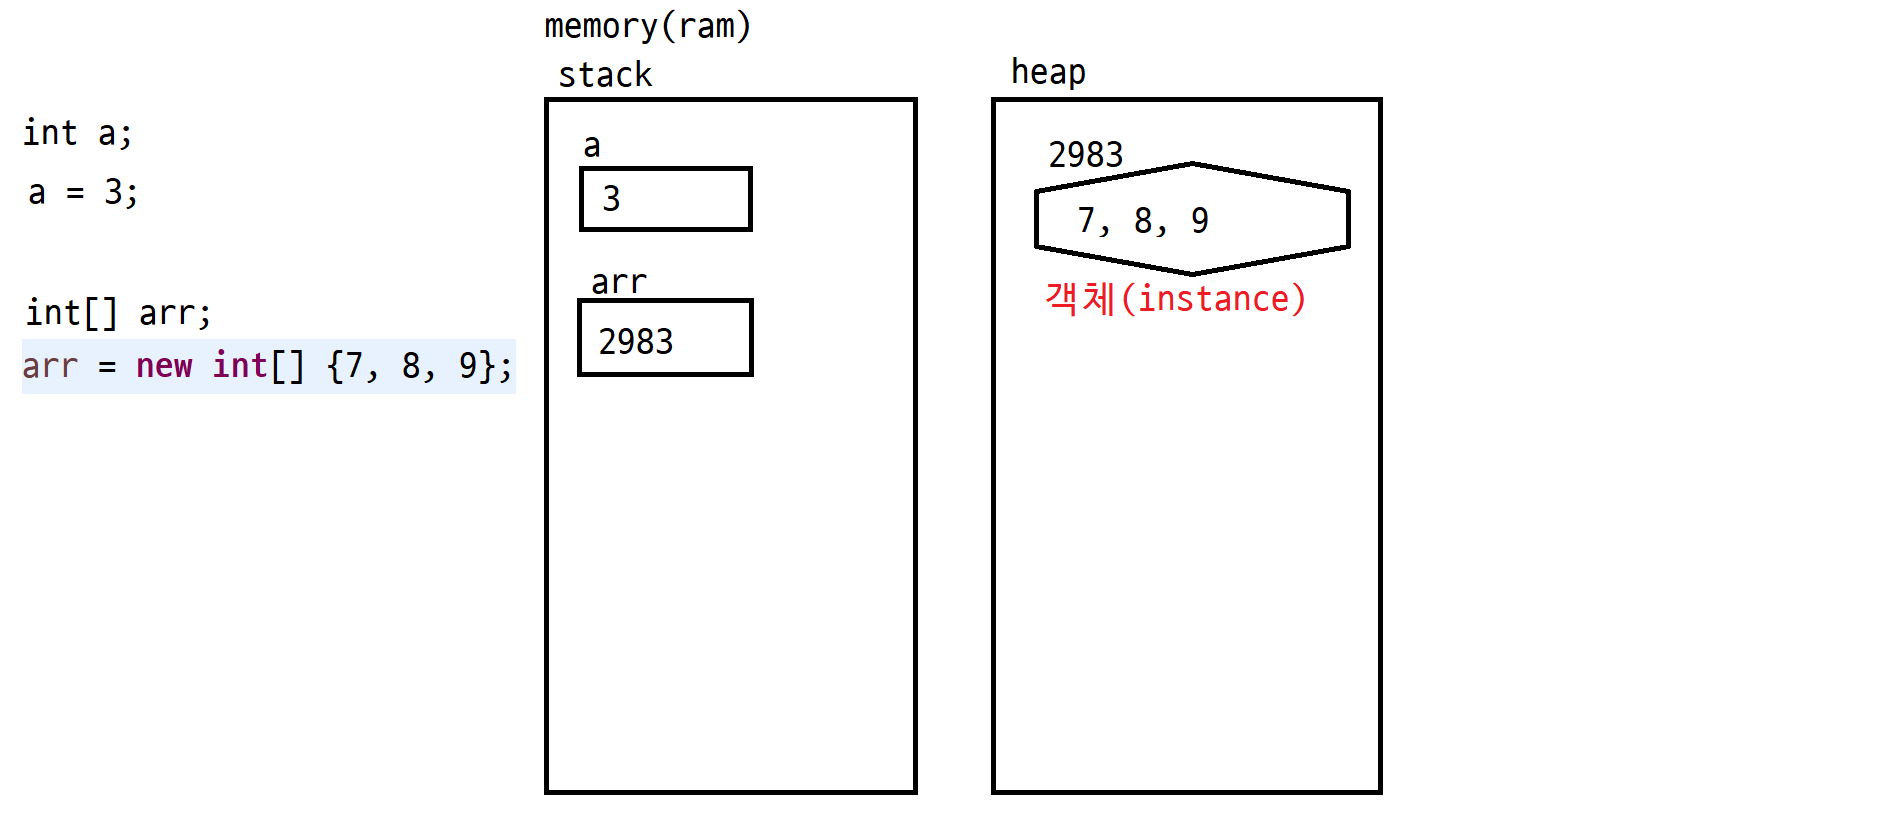 memory(ram)
stack
heap
int a;
a = 3;
int[] arr;
arr = new int[] {7, 8, 9};
a
3
arr
2983
2983
7, 8, 9
객체(instance)